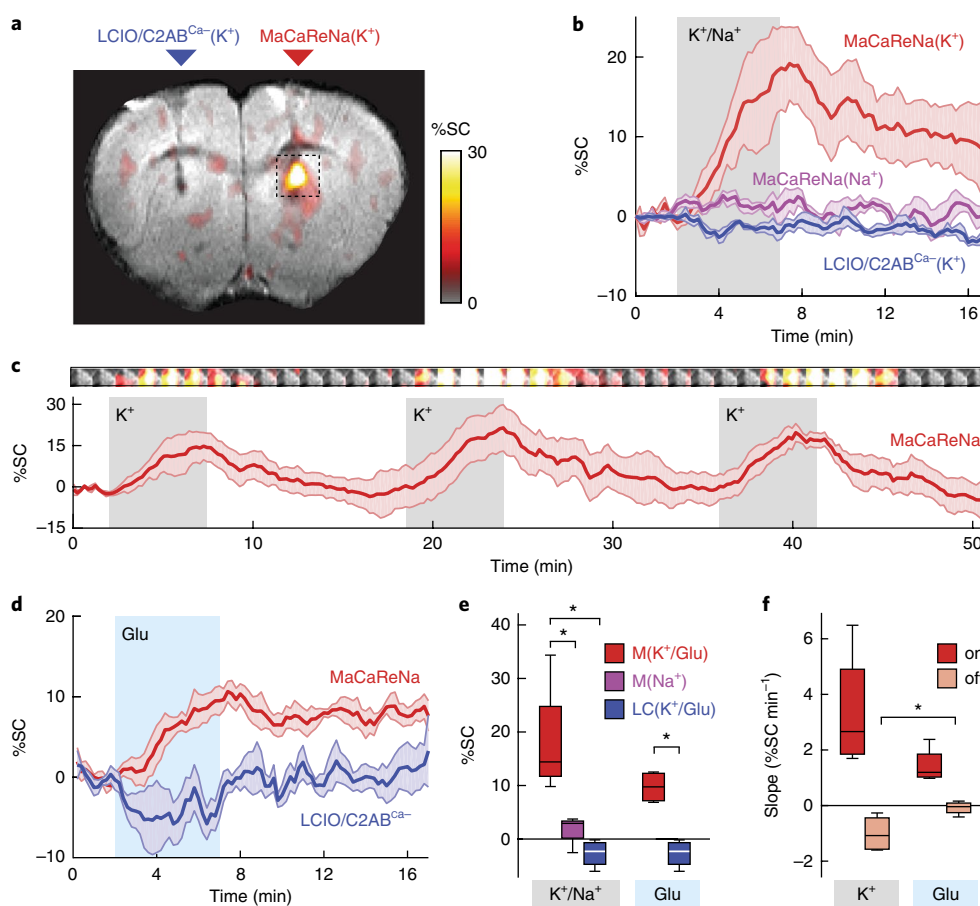 a
LCIO/C2AB^Ca−(K⁺) MaCaReNa(K⁺)
%SC
30
0
b
K⁺/Na⁺
MaCaReNa(K⁺)
MaCaReNa(Na⁺)
LCIO/C2AB^Ca−(K⁺)
%SC
20
10
0
−10
0 4 8 12 16
Time (min)
c
K⁺ K⁺ K⁺
MaCaReNa
%SC
30
15
0
−15
0 10 20 30 40 50
Time (min)
d
Glu
MaCaReNa
LCIO/C2AB^Ca−
%SC
20
10
0
−10
0 4 8 12 16
Time (min)
e
* * *
M(K⁺/Glu)
M(Na⁺)
LC(K⁺/Glu)
%SC
40
30
20
10
0
K⁺/Na⁺ Glu
f
on
of
*
Slope (%SC min⁻¹)
6
4
2
0
−2
K⁺ Glu